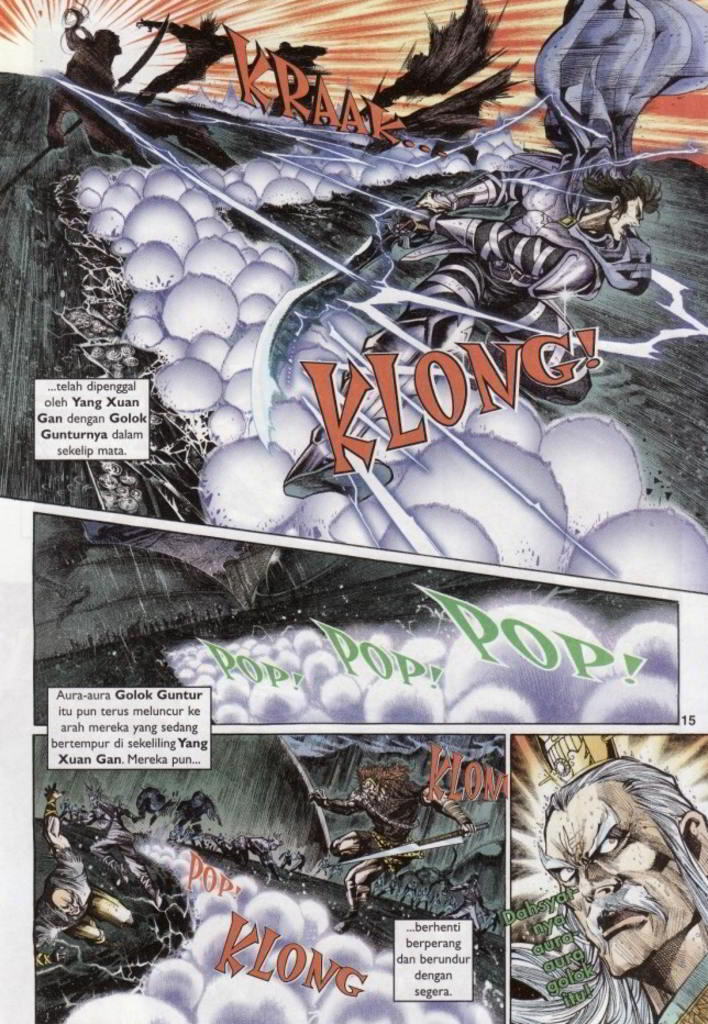 KRAAK...
KLONG!
...telah dipenggal
oleh Yang Xuan
Gan dengan Golok
Gunturnya dalam
sekelip mata.
POP!
POP!
POP!
15
Aura-aura Golok Guntur
itu pun terus meluncur ke
arah mereka yang sedang
bertempur di sekeliling Yang
Xuan Gan. Mereka pun...
KLONG
POP!
KLONG
...berhenti
berperang
dan berundur
dengan
segera.
Dahsyat-
nya
aura-
aura
golok
itu!